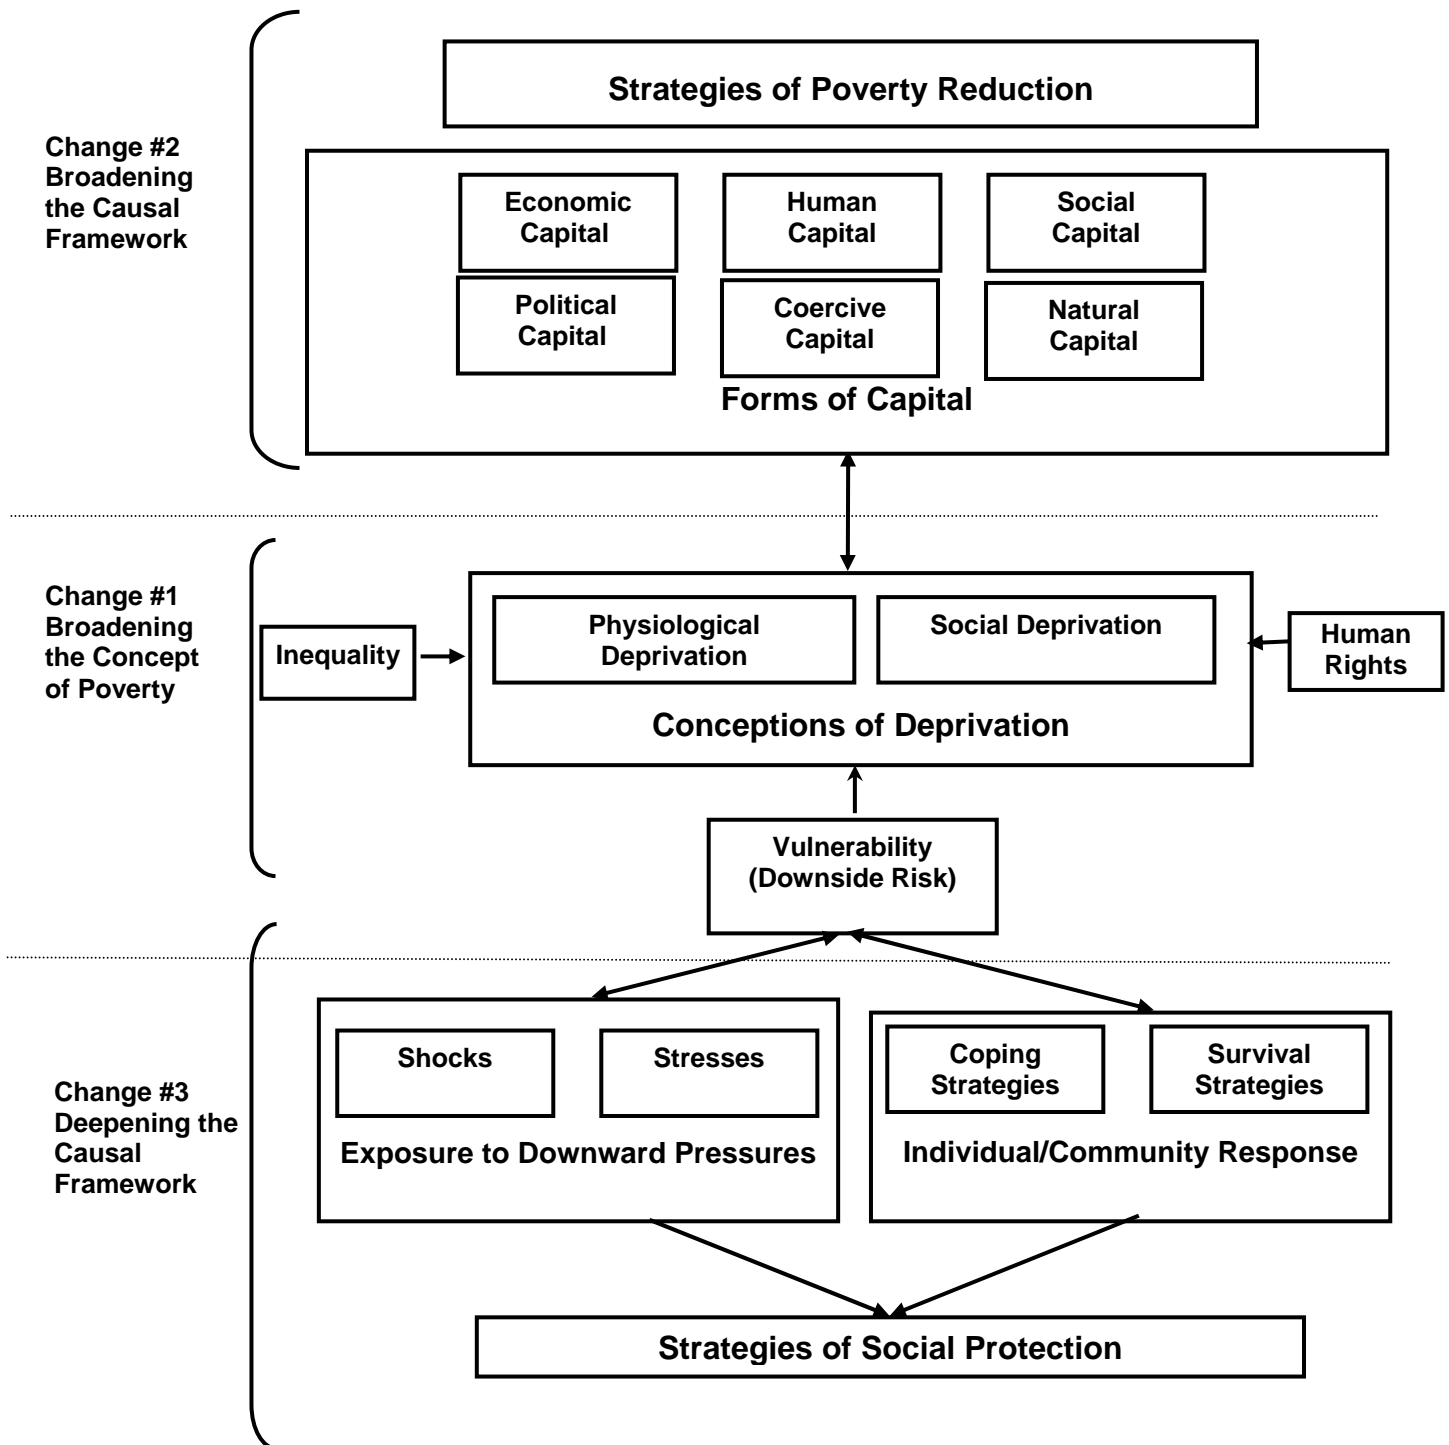 Strategies of Poverty Reduction
Change #2
Broadening
the Causal
Framework
Economic
Capital
Human
Capital
Social
Capital
Political
Capital
Coercive
Capital
Natural
Capital
Forms of Capital
Change #1
Broadening
the Concept
of Poverty
Inequality
Physiological
Deprivation
Social Deprivation
Conceptions of Deprivation
Human
Rights
Vulnerability
(Downside Risk)
Change #3
Deepening the
Causal
Framework
Shocks
Stresses
Exposure to Downward Pressures
Coping
Strategies
Survival
Strategies
Individual/Community Response
Strategies of Social Protection